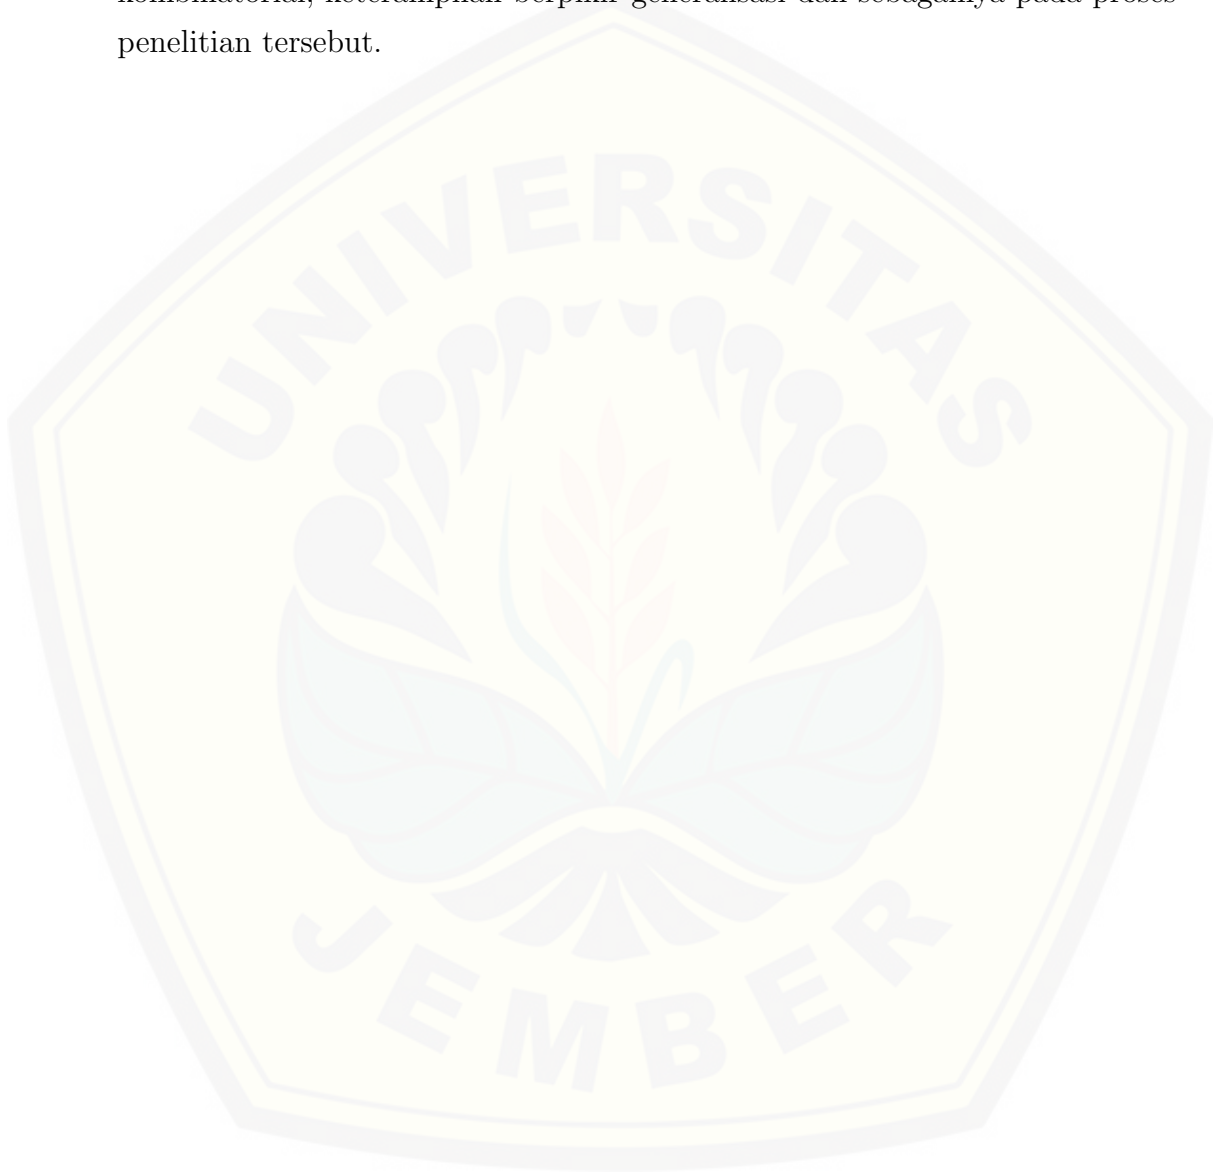 kombinatorial, keterampilan berpikir generalisasi dan sebagainya pada proses
penelitian tersebut.
UNIVERSITAS
JEMBER